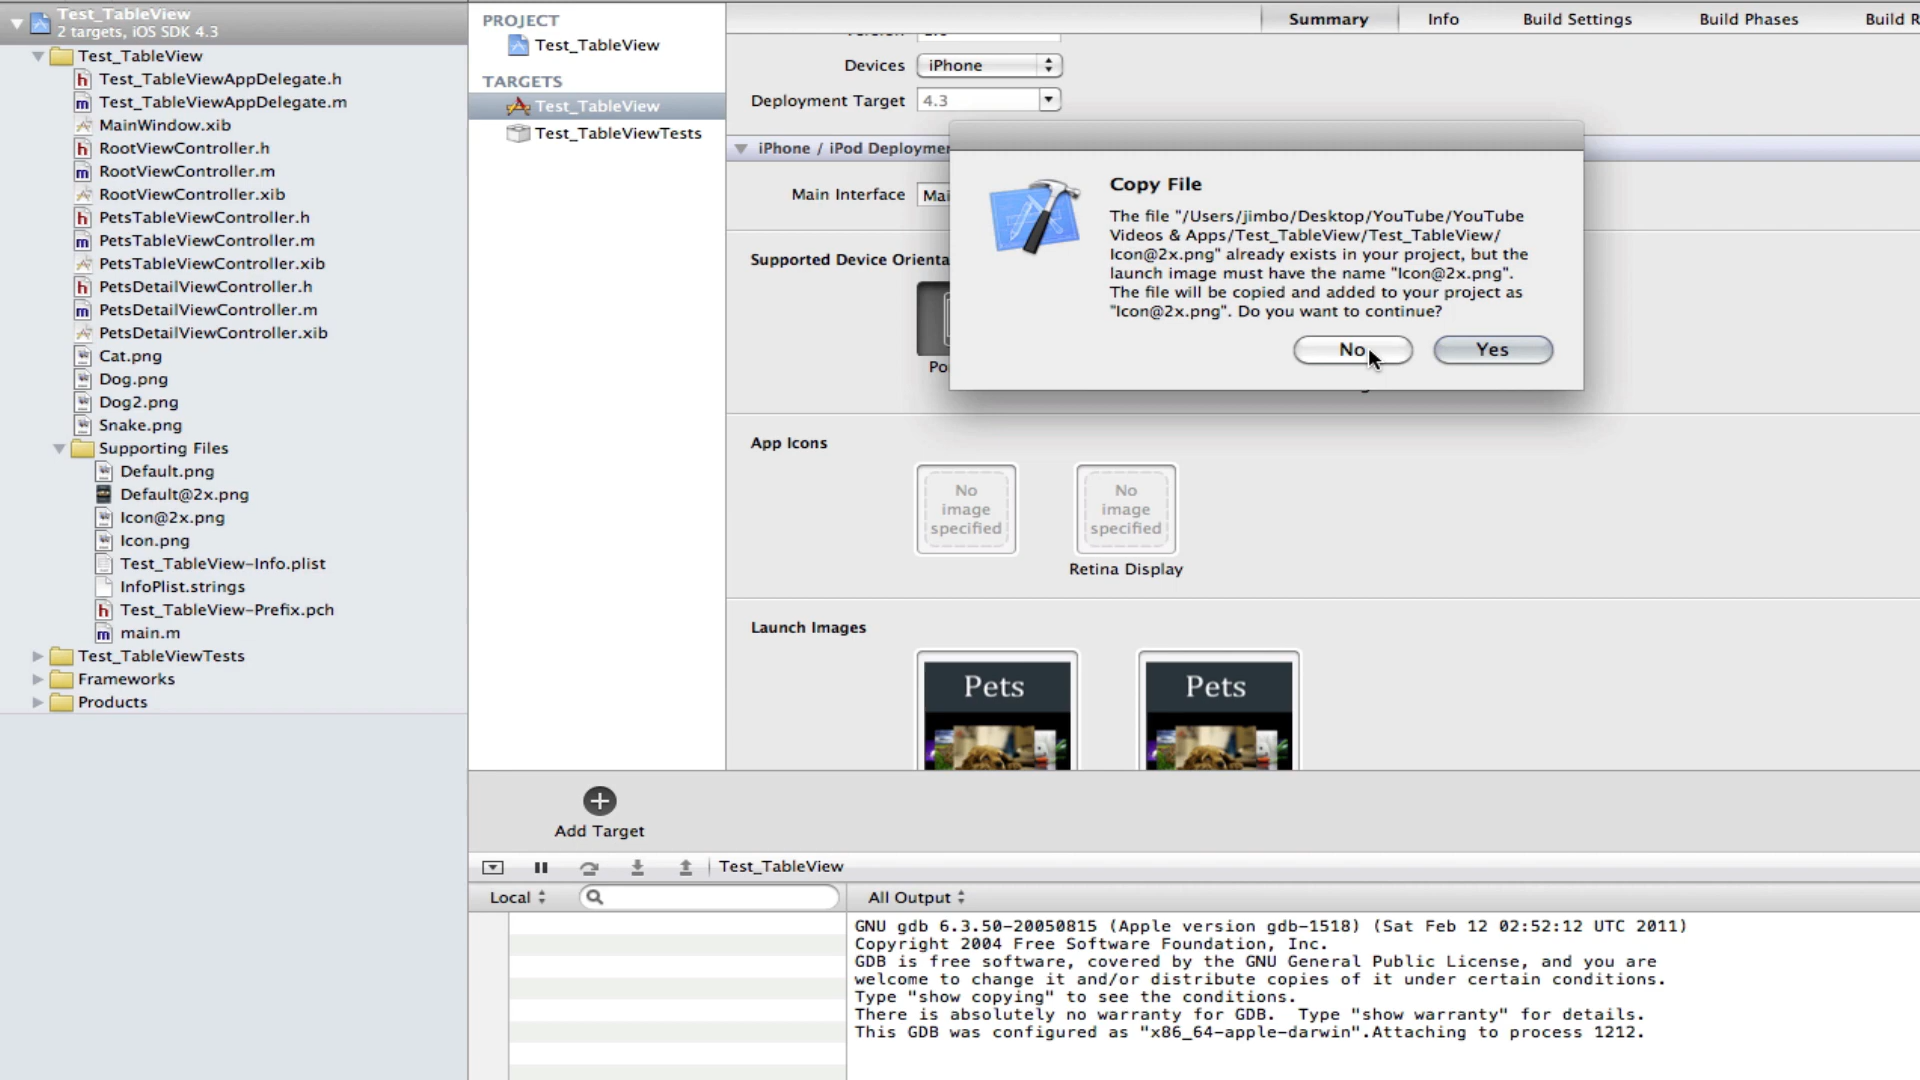 Test_TableView
2 targets, iOS SDK 4.3
Test_TableView
Test_TableViewAppDelegate.h
Test_TableViewAppDelegate.m
MainWindow.xib
RootViewController.h
RootViewController.m
RootViewController.xib
PetsTableViewController.h
PetsTableViewController.m
PetsTableViewController.xib
PetsDetailViewController.h
PetsDetailViewController.m
PetsDetailViewController.xib
Cat.png
Dog.png
Dog2.png
Snake.png
Supporting Files
Default.png
Default@2x.png
Icon@2x.png
Icon.png
Test_TableView-Info.plist
InfoPlist.strings
Test_TableView-Prefix.pch
main.m
Test_TableViewTests
Frameworks
Products
PROJECT
Test_TableView
TARGETS
Test_TableView
Test_TableViewTests
Summary Info Build Settings Build Phases Build R
Devices iPhone
Deployment Target 4.3
iPhone / iPod Deployme
Main Interface Mai
Supported Device Orienta
Po
Copy File
The file "/Users/jimbo/Desktop/YouTube/YouTube
Videos & Apps/Test_TableView/Test_TableView/
Icon@2x.png" already exists in your project, but the
launch image must have the name "Icon@2x.png".
The file will be copied and added to your project as
"Icon@2x.png". Do you want to continue?
No Yes
App Icons
No
image
specified
No
image
specified
Retina Display
Launch Images
Pets
Pets
Add Target
Test_TableView
Local
All Output
GNU gdb 6.3.50-20050815 (Apple version gdb-1518) (Sat Feb 12 02:52:12 UTC 2011)
Copyright 2004 Free Software Foundation, Inc.
GDB is free software, covered by the GNU General Public License, and you are
welcome to change it and/or distribute copies of it under certain conditions.
Type "show copying" to see the conditions.
There is absolutely no warranty for GDB.  Type "show warranty" for details.
This GDB was configured as "x86_64-apple-darwin".Attaching to process 1212.